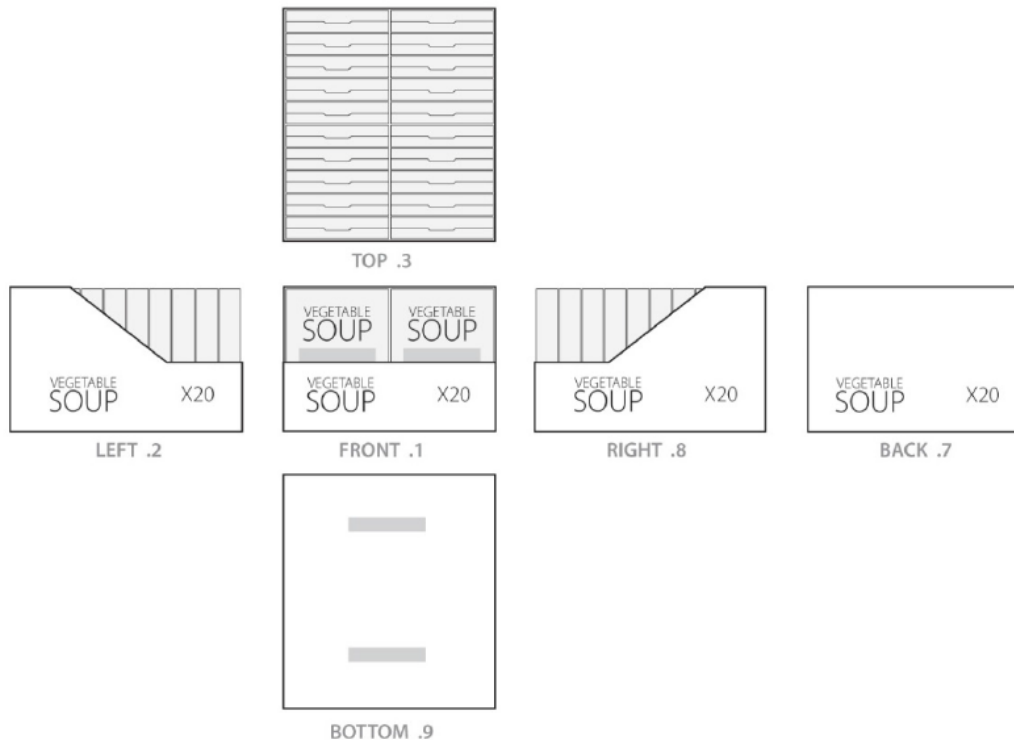 TOP .3
VEGETABLE
SOUP
X20
LEFT .2
VEGETABLE
SOUP
VEGETABLE
SOUP
VEGETABLE
SOUP
X20
FRONT .1
VEGETABLE
SOUP
X20
RIGHT .8
VEGETABLE
SOUP
X20
BACK .7
BOTTOM .9